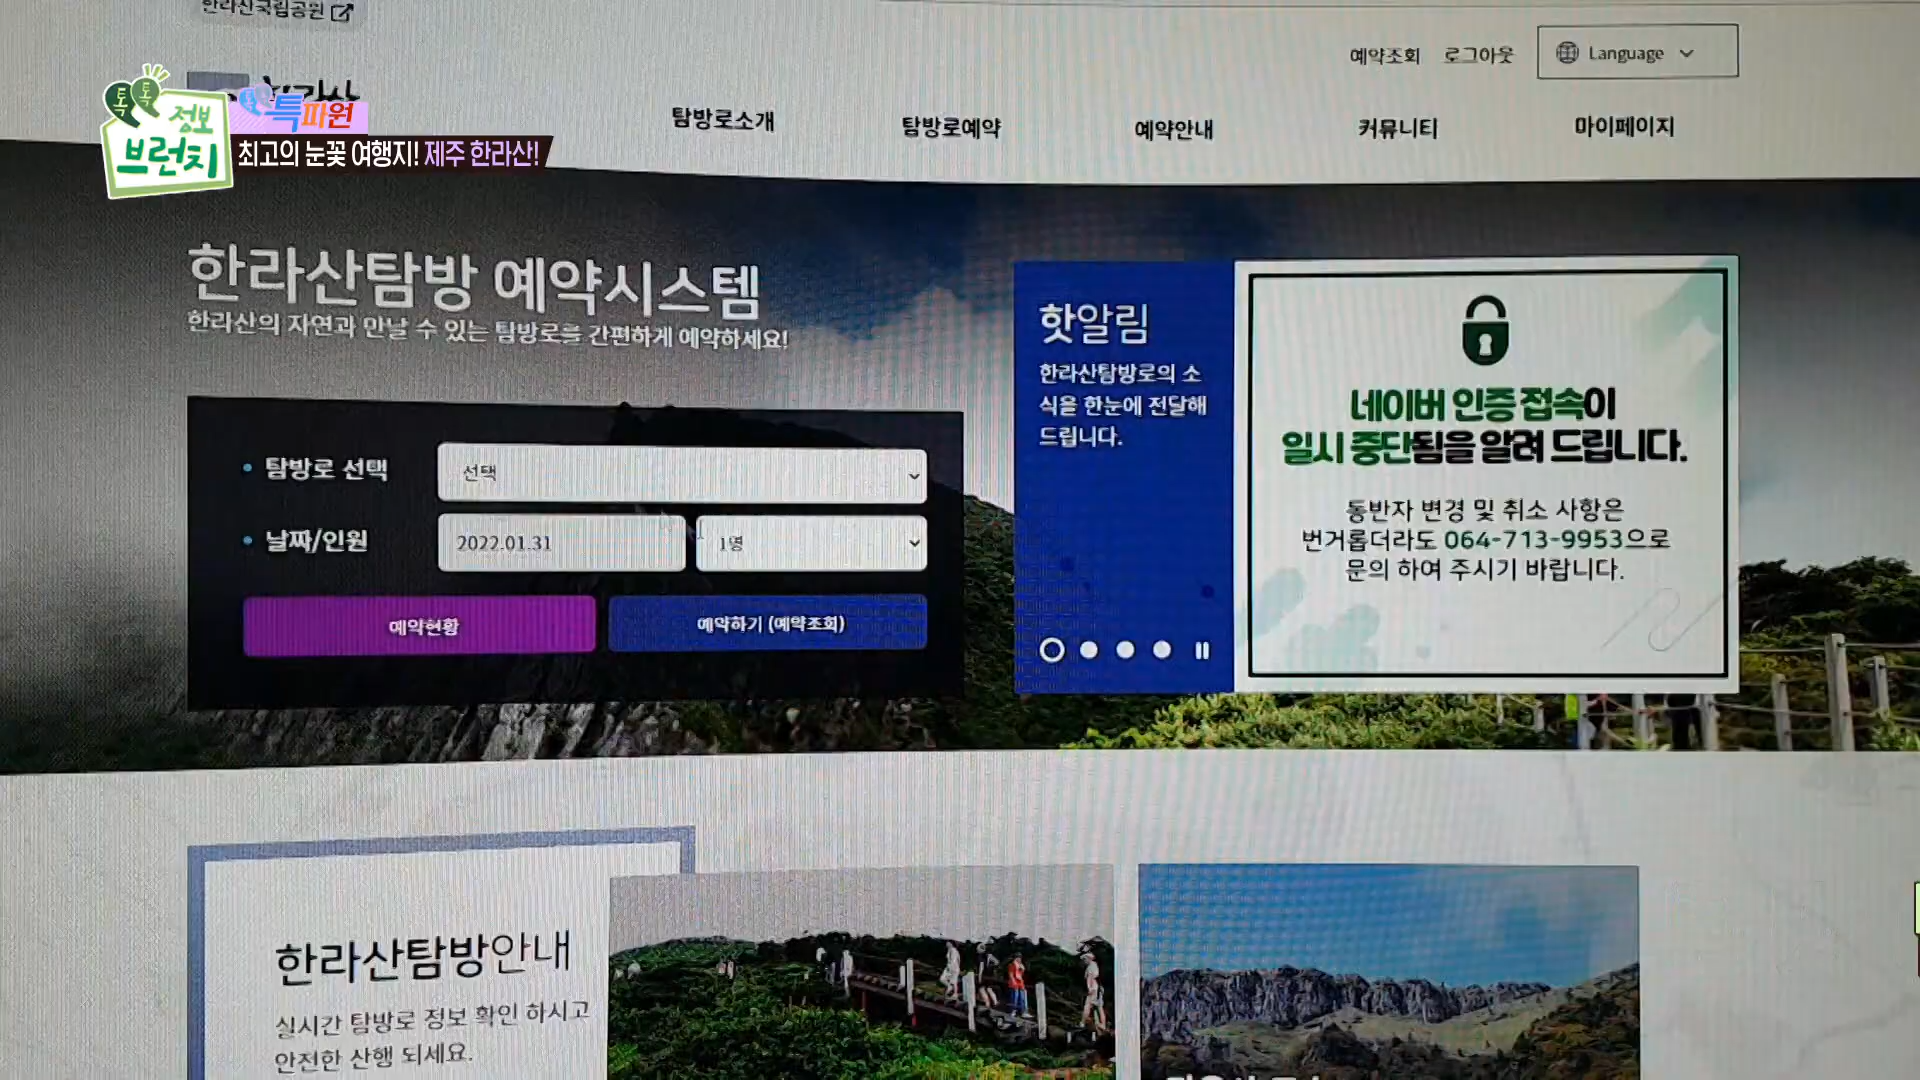 한라산국립공원
예약조회 로그아웃 Language
톡톡 정보 브런치
특파원
최고의 눈꽃 여행지! 제주 한라산!
탐방로소개 탐방로예약 예약안내 커뮤니티 마이페이지
한라산탐방 예약시스템
한라산의 자연과 만날 수 있는 탐방로를 간편하게 예약하세요!
탐방로 선택 선택
날짜/인원 2022.01.31 1명
예약현황 예약하기 (예약조회)
핫알림
한라산탐방로의 소
식을 한눈에 전달해
드립니다.
네이버 인증 접속이
일시 중단됨을 알려 드립니다.
동반자 변경 및 취소 사항은
번거롭더라도 064-713-9953으로
문의 하여 주시기 바랍니다.
한라산탐방안내
실시간 탐방로 정보 확인 하시고
안전한 산행 되세요.